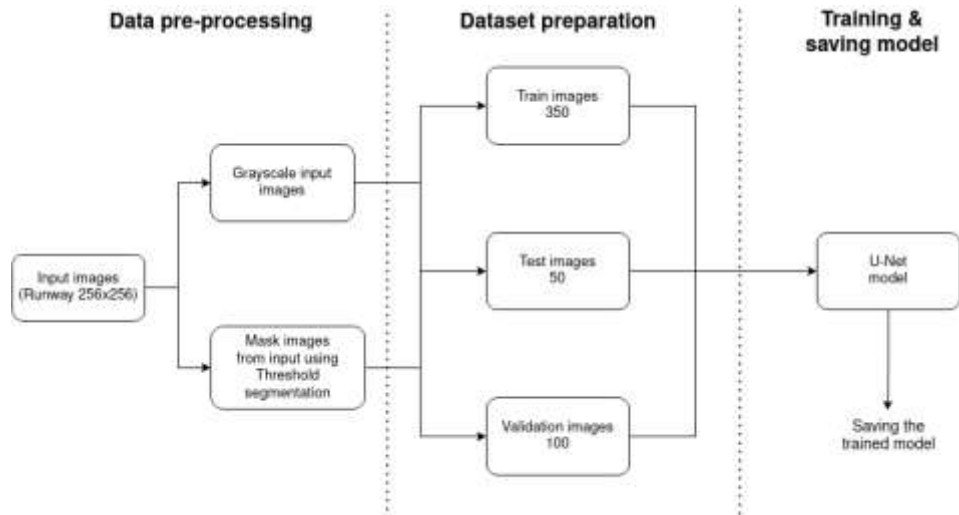 Data pre-processing
Dataset preparation
Training &
saving model
Input images
(Runway 256x256)
Grayscale input
images
Mask images
from input using
Threshold
segmentation
Train images
350
Test images
50
Validation images
100
U-Net
model
Saving the
trained model